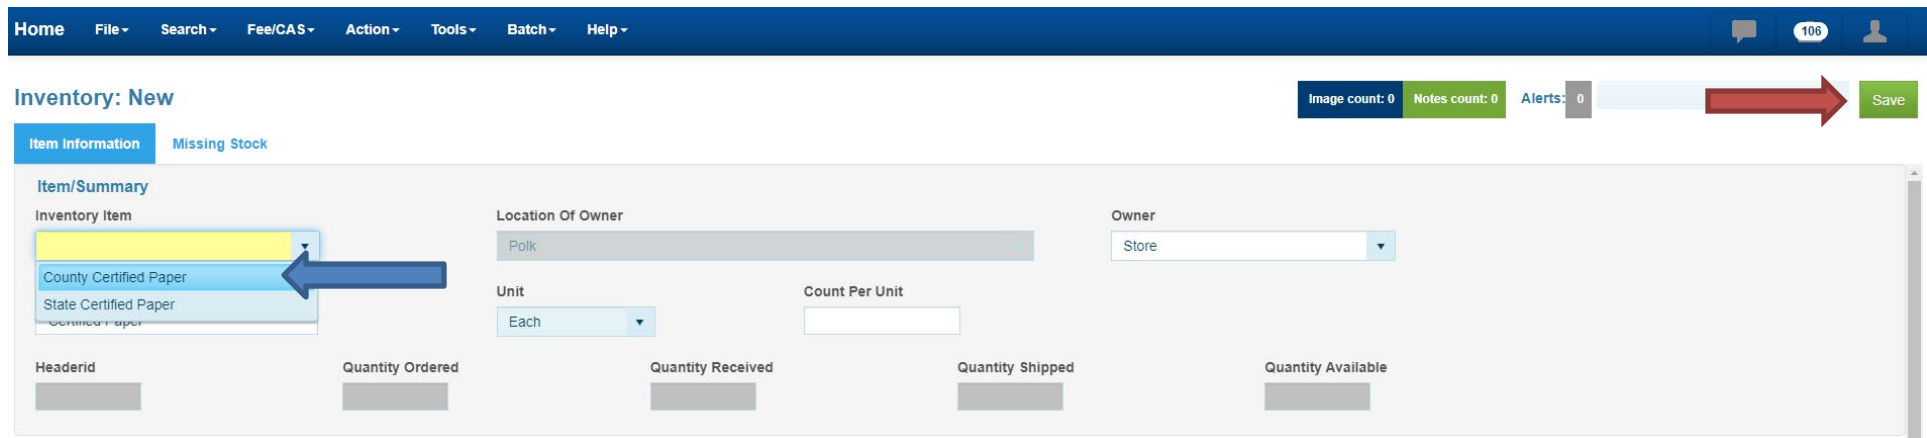 Home File Search Fee/CAS Action Tools Batch Help 106
Inventory: New Image count: 0 Notes count: 0 Alerts: 0 Save
Item Information Missing Stock
Item/Summary
Inventory Item Location Of Owner Owner
Polk Store
County Certified Paper
Unit Count Per Unit
State Certified Paper
Certified Paper Each
Headerid Quantity Ordered Quantity Received Quantity Shipped Quantity Available